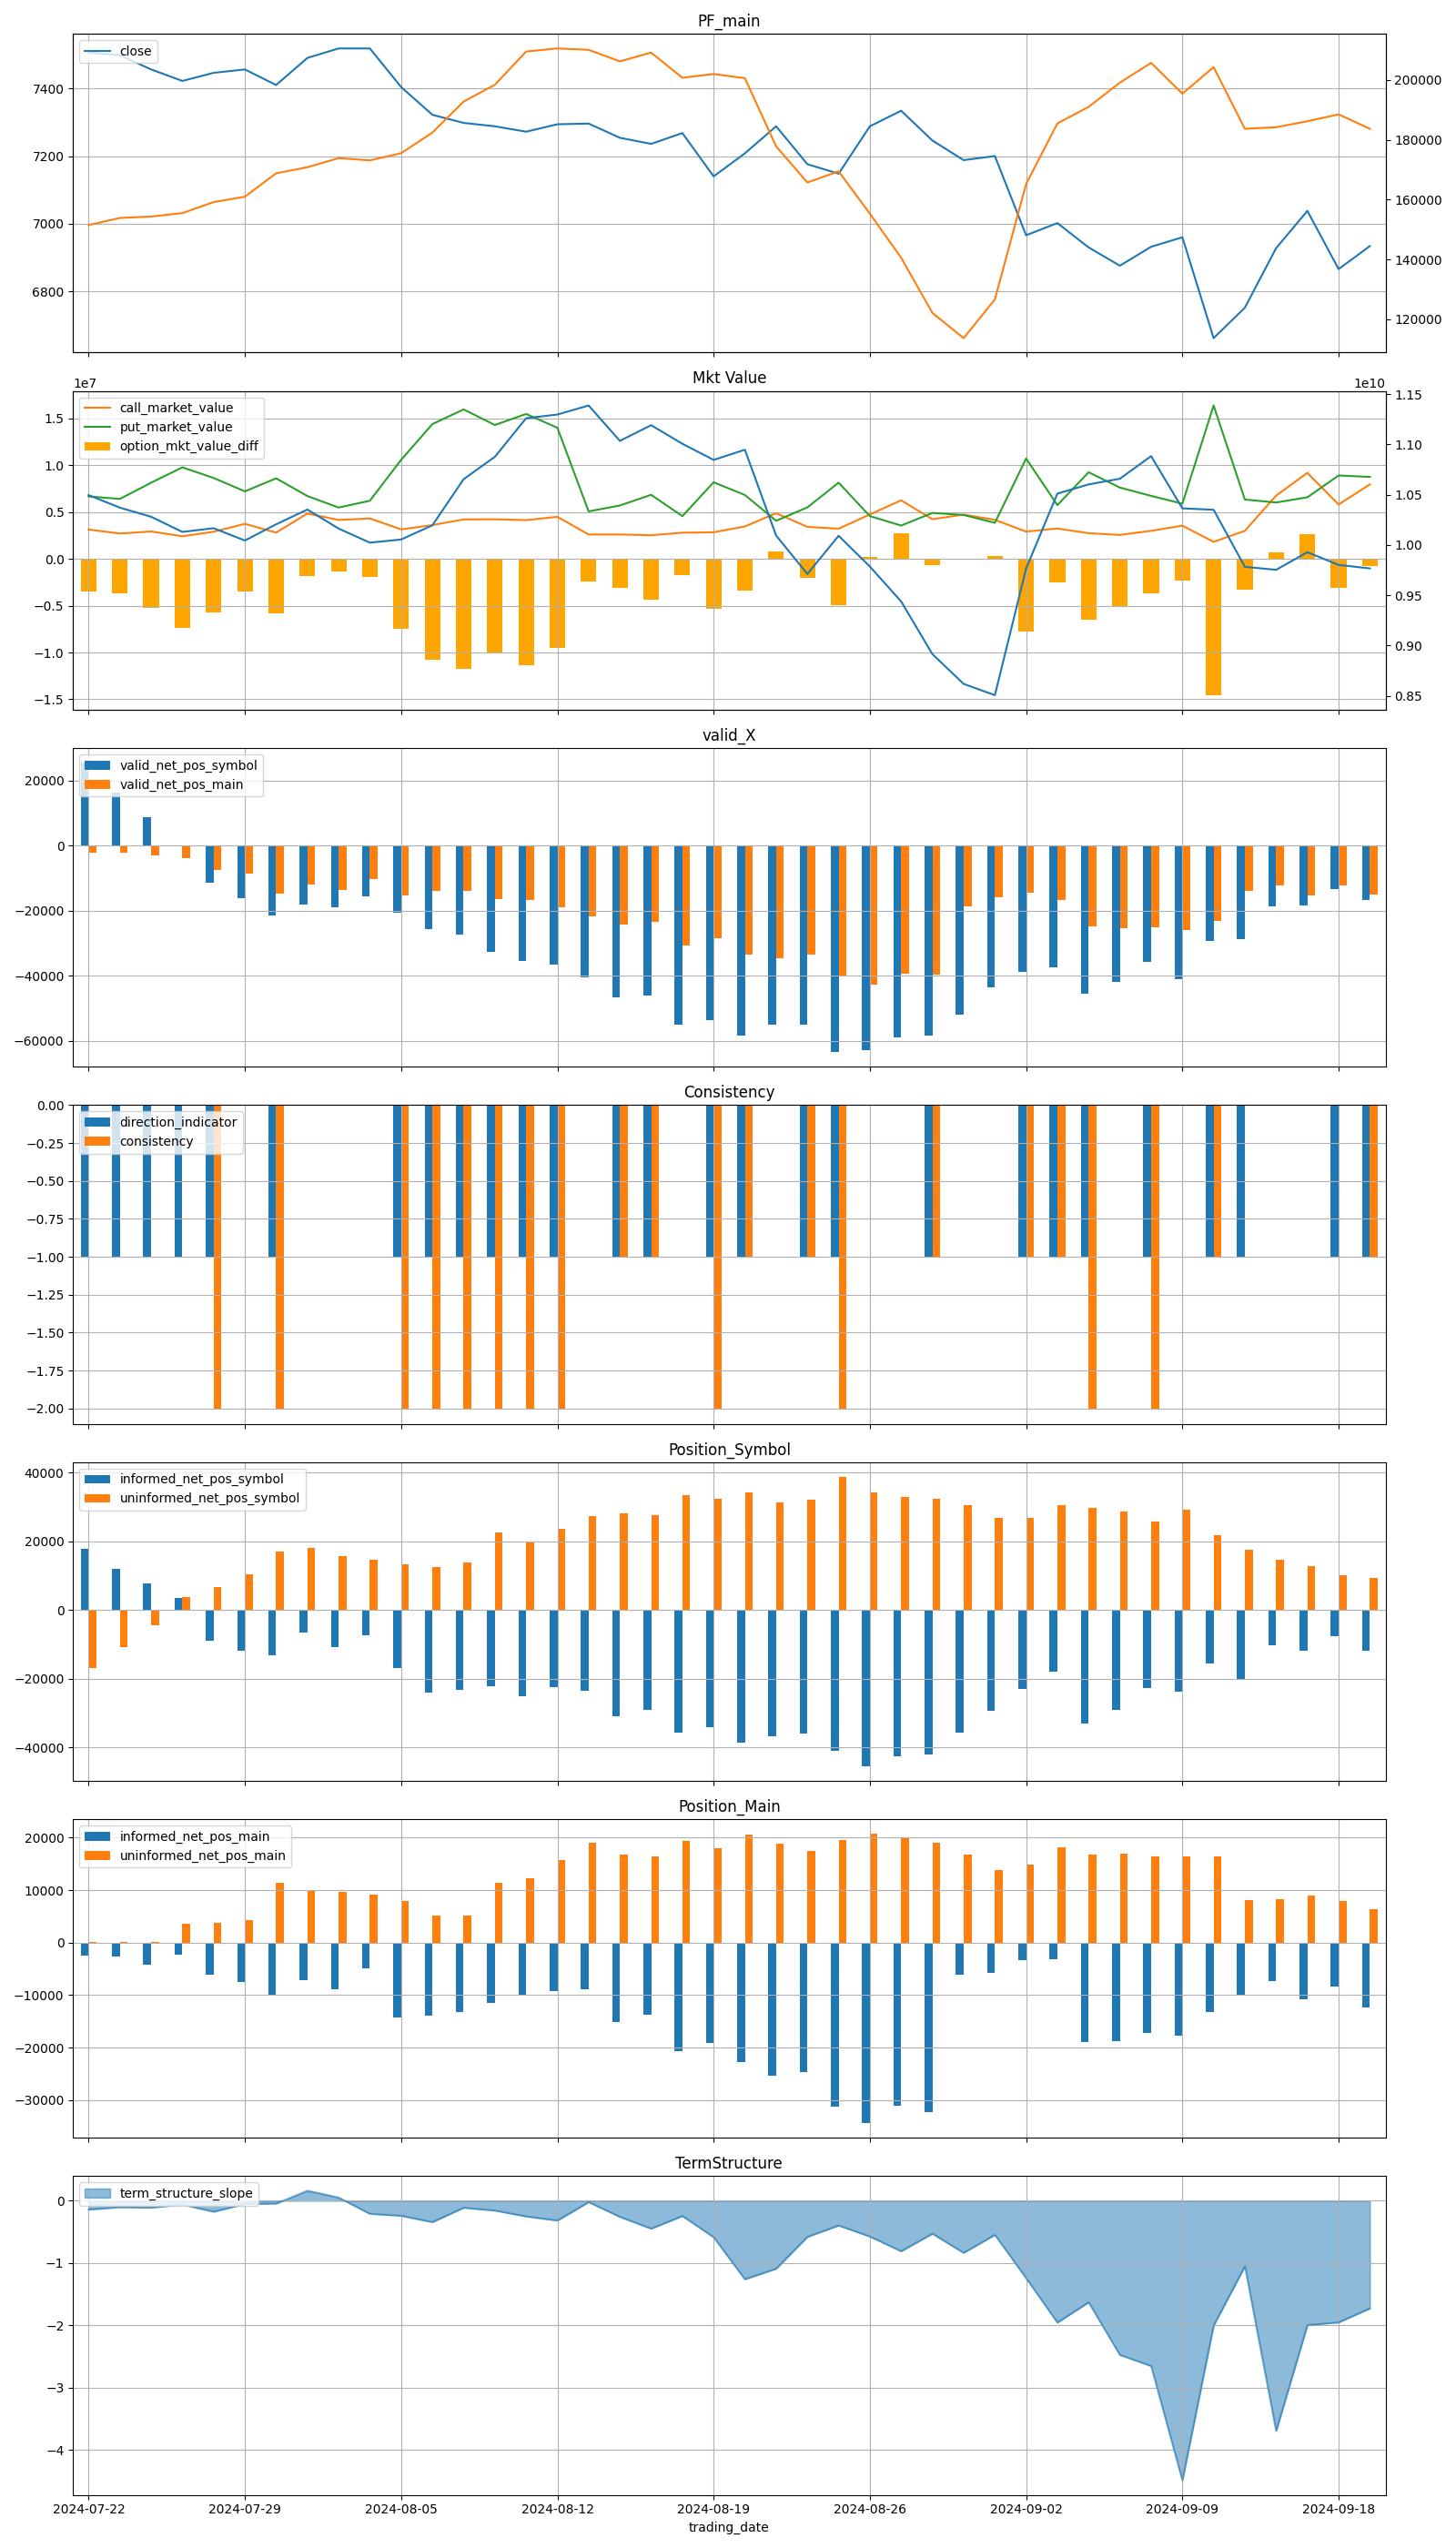 PF_main
close
7400
7200
7000
6800
200000
180000
160000
140000
120000
Mkt Value
1e7
1e10
call_market_value
put_market_value
option_mkt_value_diff
1.5
1.0
0.5
0.0
−0.5
−1.0
−1.5
1.15
1.10
1.05
1.00
0.95
0.90
0.85
valid_X
valid_net_pos_symbol
valid_net_pos_main
20000
0
−20000
−40000
−60000
Consistency
direction_indicator
consistency
0.00
−0.25
−0.50
−0.75
−1.00
−1.25
−1.50
−1.75
−2.00
Position_Symbol
informed_net_pos_symbol
uninformed_net_pos_symbol
40000
20000
0
−20000
−40000
Position_Main
informed_net_pos_main
uninformed_net_pos_main
20000
10000
0
−10000
−20000
−30000
TermStructure
term_structure_slope
0
−1
−2
−3
−4
2024-07-22 2024-07-29 2024-08-05 2024-08-12 2024-08-19 2024-08-26 2024-09-02 2024-09-09 2024-09-18
trading_date